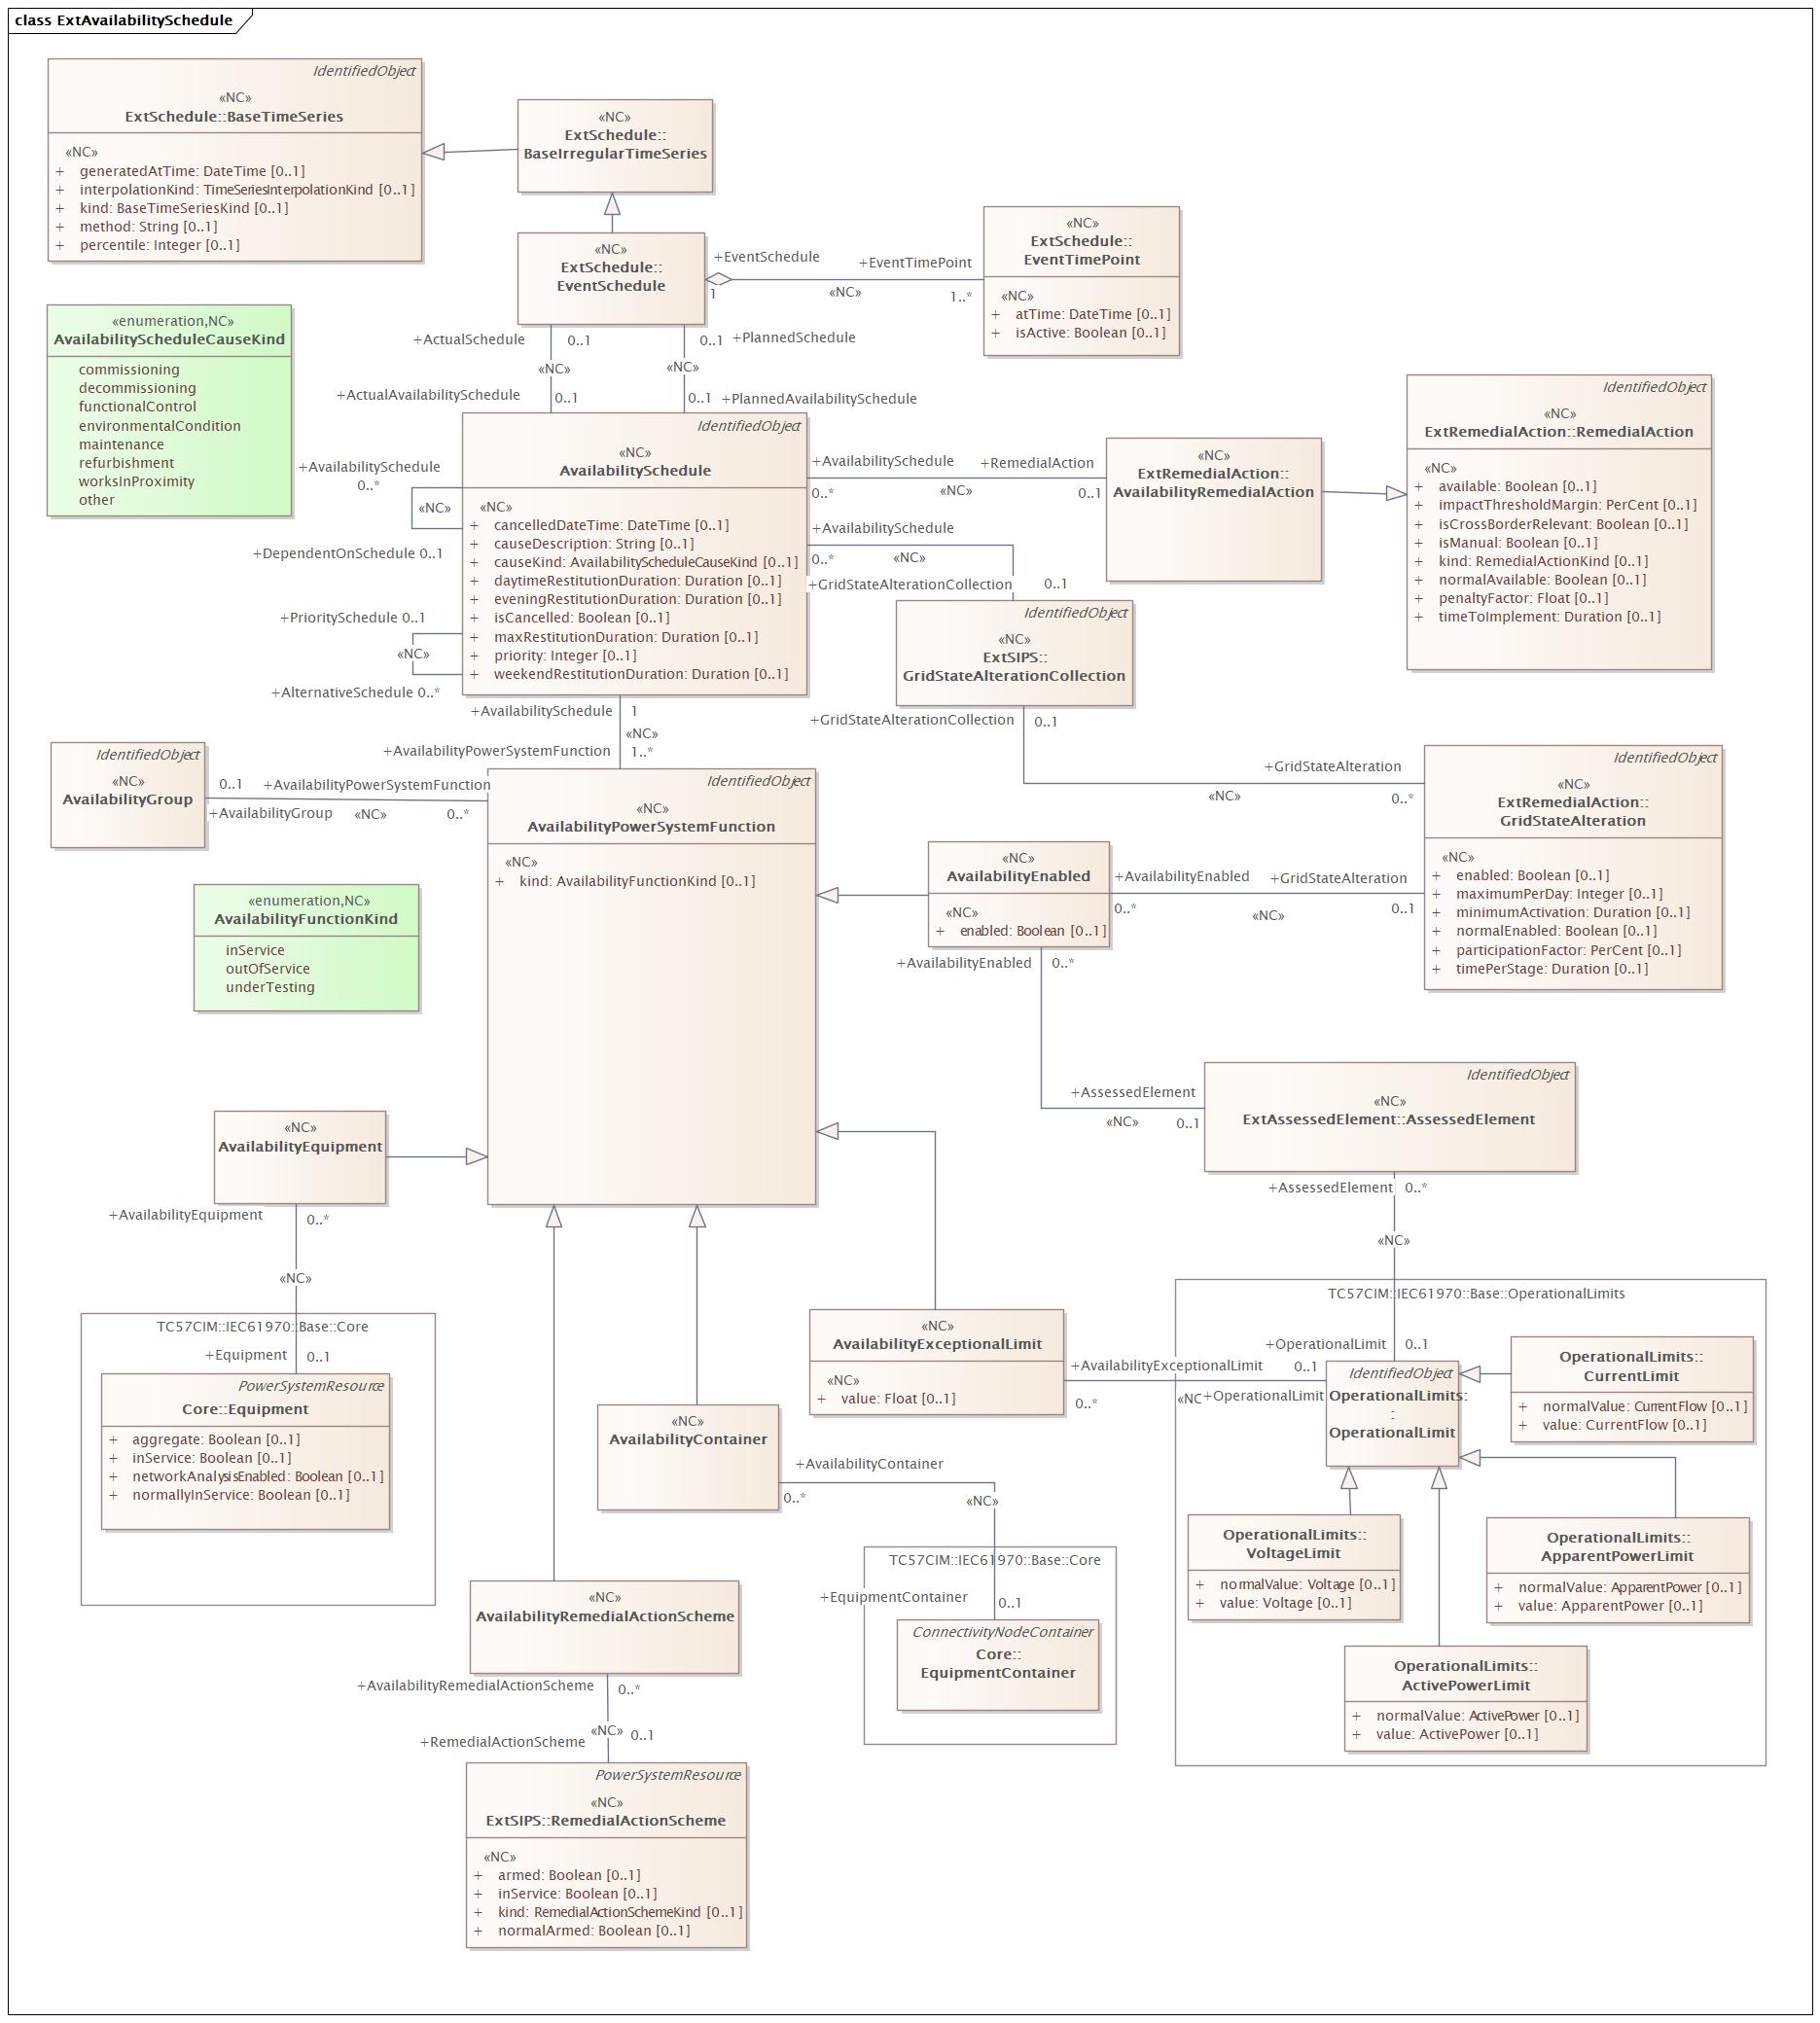 class ExtAvailabilitySchedule
IdentifiedObject
«NC»
ExtSchedule::BaseTimeSeries
«NC»
+ generatedAtTime: DateTime [0..1]
+ interpolationKind: TimeSeriesInterpolationKind [0..1]
+ kind: BaseTimeSeriesKind [0..1]
+ method: String [0..1]
+ percentile: Integer [0..1]
«NC»
ExtSchedule::
BaseIrregularTimeSeries
«NC»
ExtSchedule::
EventSchedule
+EventSchedule
1
«NC»
+EventTimePoint
1..*
«NC»
ExtSchedule::
EventTimePoint
«NC»
+ atTime: DateTime [0..1]
+ isActive: Boolean [0..1]
«enumeration,NC»
AvailabilityScheduleCauseKind
commissioning
decommissioning
functionalControl
environmentalCondition
maintenance
refurbishment
worksInProximity
other
+ActualSchedule
0..1
«NC»
+ActualAvailabilitySchedule
0..1
0..1
+PlannedSchedule
«NC»
0..1
+PlannedAvailabilitySchedule
IdentifiedObject
«NC»
AvailabilitySchedule
«NC»
+ cancelledDateTime: DateTime [0..1]
+ causeDescription: String [0..1]
+ causeKind: AvailabilityScheduleCauseKind [0..1]
+ daytimeRestitutionDuration: Duration [0..1]
+ eveningRestitutionDuration: Duration [0..1]
+ isCancelled: Boolean [0..1]
+ maxRestitutionDuration: Duration [0..1]
+ priority: Integer [0..1]
+ weekendRestitutionDuration: Duration [0..1]
+AvailabilitySchedule
0..*
«NC»
+DependentOnSchedule 0..1
+PrioritySchedule 0..1
«NC»
+AlternativeSchedule 0..*
+AvailabilitySchedule
0..*
«NC»
+RemedialAction
0..1
«NC»
ExtRemedialAction::
AvailabilityRemedialAction
IdentifiedObject
«NC»
ExtRemedialAction::RemedialAction
«NC»
+ available: Boolean [0..1]
+ impactThresholdMargin: PerCent [0..1]
+ isCrossBorderRelevant: Boolean [0..1]
+ isManual: Boolean [0..1]
+ kind: RemedialActionKind [0..1]
+ normalAvailable: Boolean [0..1]
+ penaltyFactor: Float [0..1]
+ timeToImplement: Duration [0..1]
+AvailabilitySchedule
0..*
«NC»
+GridStateAlterationCollection
0..1
IdentifiedObject
«NC»
ExtSIPS::
GridStateAlterationCollection
+GridStateAlterationCollection
0..1
«NC»
+GridStateAlteration
0..*
+AvailabilitySchedule
1
«NC»
+AvailabilityPowerSystemFunction
1..*
IdentifiedObject
«NC»
AvailabilityGroup
0..1
+AvailabilityGroup
«NC»
+AvailabilityPowerSystemFunction
0..*
IdentifiedObject
«NC»
AvailabilityPowerSystemFunction
«NC»
+ kind: AvailabilityFunctionKind [0..1]
IdentifiedObject
«NC»
ExtRemedialAction::
GridStateAlteration
«NC»
+ enabled: Boolean [0..1]
+ maximumPerDay: Integer [0..1]
+ minimumActivation: Duration [0..1]
+ normalEnabled: Boolean [0..1]
+ participationFactor: PerCent [0..1]
+ timePerStage: Duration [0..1]
«NC»
AvailabilityEnabled
«NC»
+ enabled: Boolean [0..1]
+AvailabilityEnabled
0..*
«NC»
+GridStateAlteration
0..1
+AvailabilityEnabled
0..*
+AssessedElement
«NC»
0..1
«enumeration,NC»
AvailabilityFunctionKind
inService
outOfService
underTesting
IdentifiedObject
«NC»
ExtAssessedElement::AssessedElement
+AssessedElement
0..*
«NC»
«NC»
AvailabilityEquipment
+AvailabilityEquipment
0..*
«NC»
TC57CIM::IEC61970::Base::Core
+Equipment
0..1
PowerSystemResource
Core::Equipment
+ aggregate: Boolean [0..1]
+ inService: Boolean [0..1]
+ networkAnalysisEnabled: Boolean [0..1]
+ normallyInService: Boolean [0..1]
«NC»
AvailabilityExceptionalLimit
«NC»
+ value: Float [0..1]
+AvailabilityExceptionalLimit
0..*
0..1
«NC
+OperationalLimit
TC57CIM::IEC61970::Base::OperationalLimits
+OperationalLimit
0..1
IdentifiedObject
OperationalLimits:
:
OperationalLimit
OperationalLimits::
CurrentLimit
+ normalValue: CurrentFlow [0..1]
+ value: CurrentFlow [0..1]
OperationalLimits::
VoltageLimit
+ normalValue: Voltage [0..1]
+ value: Voltage [0..1]
OperationalLimits::
ApparentPowerLimit
+ normalValue: ApparentPower [0..1]
+ value: ApparentPower [0..1]
OperationalLimits::
ActivePowerLimit
+ normalValue: ActivePower [0..1]
+ value: ActivePower [0..1]
«NC»
AvailabilityContainer
+AvailabilityContainer
0..*
«NC»
TC57CIM::IEC61970::Base::Core
+EquipmentContainer
0..1
ConnectivityNodeContainer
Core::
EquipmentContainer
«NC»
AvailabilityRemedialActionScheme
+AvailabilityRemedialActionScheme
0..*
«NC»
0..1
+RemedialActionScheme
PowerSystemResource
«NC»
ExtSIPS::RemedialActionScheme
«NC»
+ armed: Boolean [0..1]
+ inService: Boolean [0..1]
+ kind: RemedialActionSchemeKind [0..1]
+ normalArmed: Boolean [0..1]